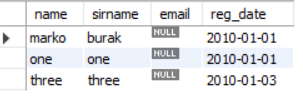 name sirname email reg_date
marko burak NULL 2010-01-01
one one NULL 2010-01-01
three three NULL 2010-01-03